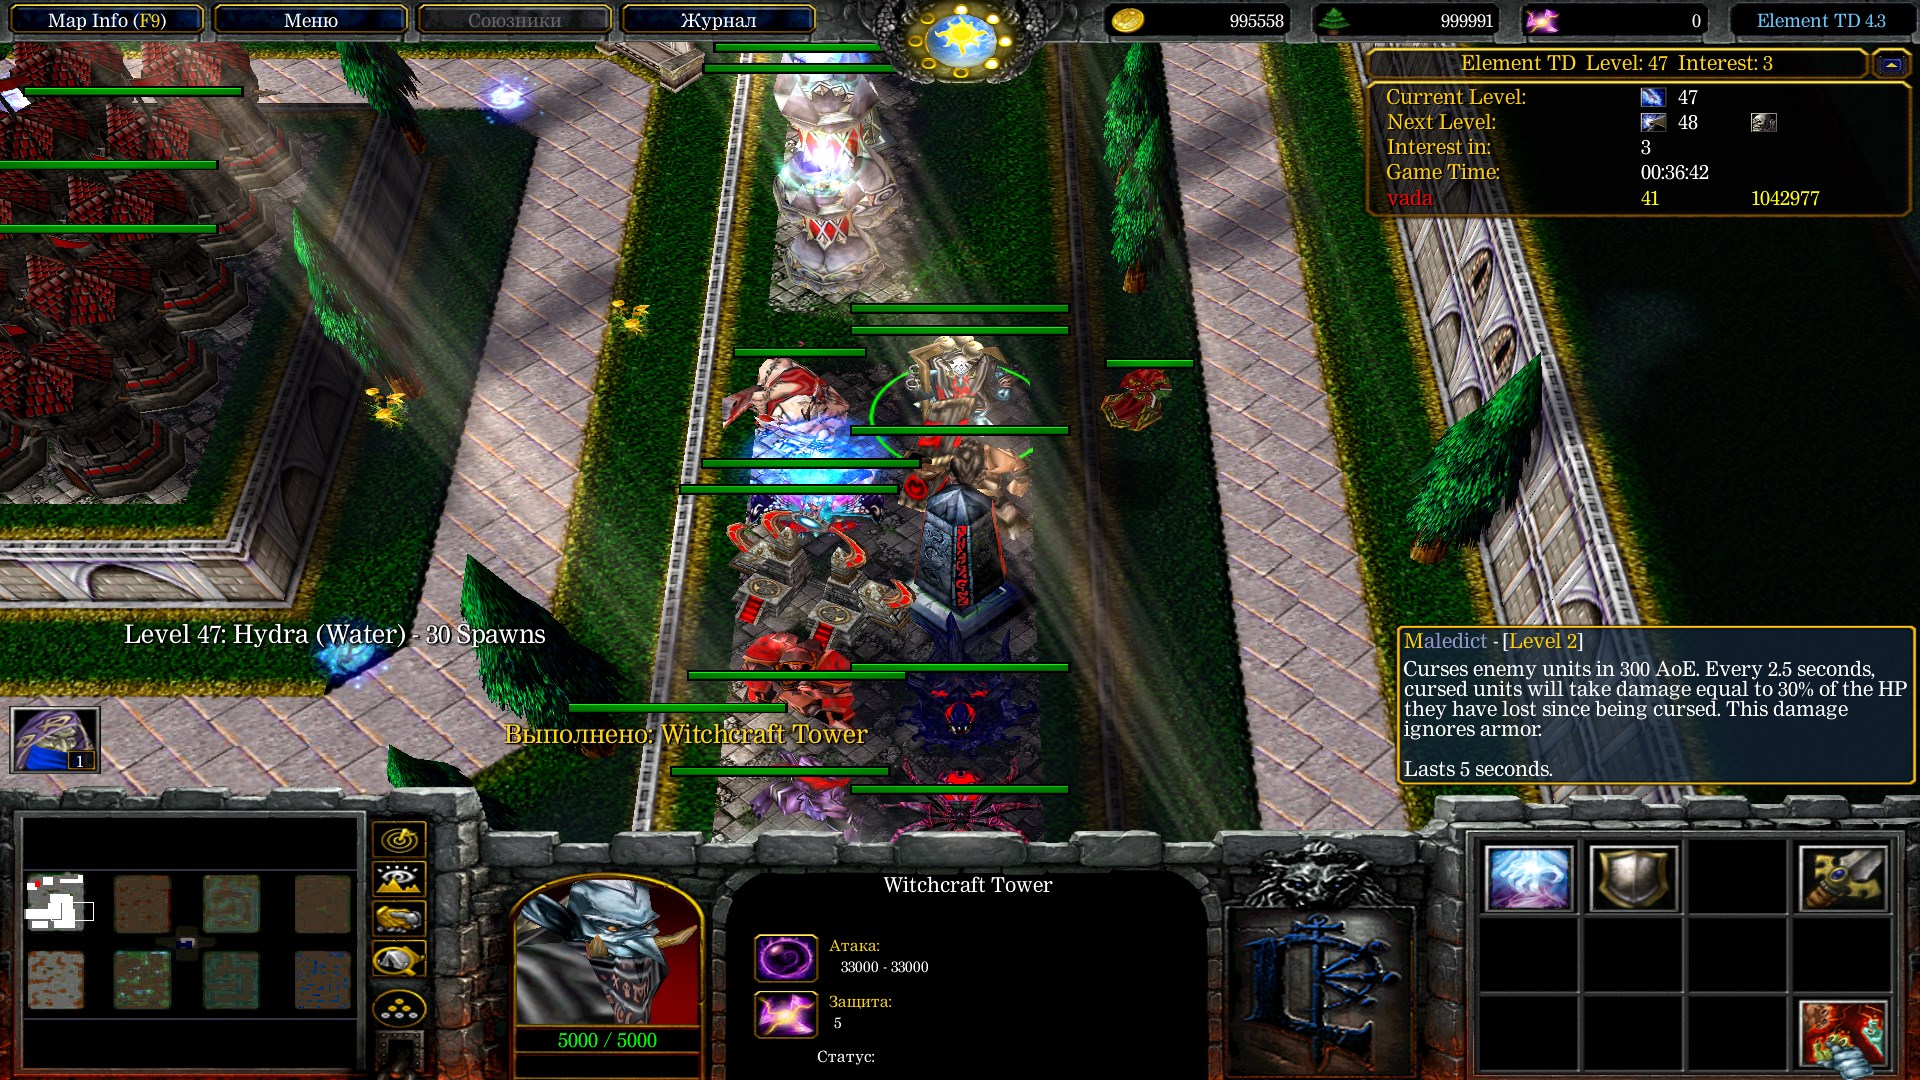 Map Info (F9)
Меню
Союзники
Журнал
995558
999991
0
Element TD 4.3
Element TD Level: 47 Interest: 3
Current Level: 47
Next Level: 48
Interest in: 3
Game Time: 00:36:42
vada 41 1042977
Level 47: Hydra (Water) - 30 Spawns
Выполнено: Witchcraft Tower
Maledict - [Level 2]
Curses enemy units in 300 AoE. Every 2.5 seconds,
cursed units will take damage equal to 30% of the HP
they have lost since being cursed. This damage
ignores armor.
Lasts 5 seconds.
1
Witchcraft Tower
Атака:
33000 - 33000
Защита:
5
Статус:
5000 / 5000